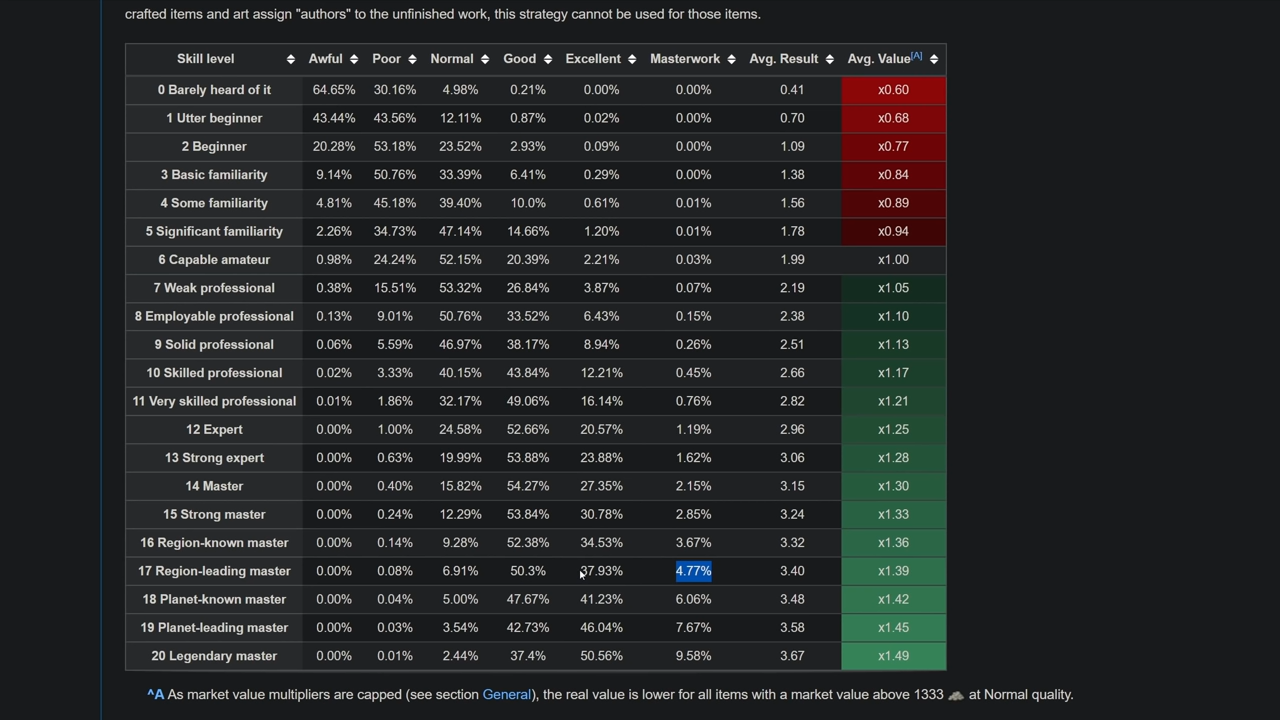 crafted items and art assign "authors" to the unfinished work, this strategy cannot be used for those items.
Skill level Awful Poor Normal Good Excellent Masterwork Avg. Result Avg. Value[A]
0 Barely heard of it 64.65% 30.16% 4.98% 0.21% 0.00% 0.00% 0.41 x0.60
1 Utter beginner 43.44% 43.56% 12.11% 0.87% 0.02% 0.00% 0.70 x0.68
2 Beginner 20.28% 53.18% 23.52% 2.93% 0.09% 0.00% 1.09 x0.77
3 Basic familiarity 9.14% 50.76% 33.39% 6.41% 0.29% 0.00% 1.38 x0.84
4 Some familiarity 4.81% 45.18% 39.40% 10.0% 0.61% 0.01% 1.56 x0.89
5 Significant familiarity 2.26% 34.73% 47.14% 14.66% 1.20% 0.01% 1.78 x0.94
6 Capable amateur 0.98% 24.24% 52.15% 20.39% 2.21% 0.03% 1.99 x1.00
7 Weak professional 0.38% 15.51% 53.32% 26.84% 3.87% 0.07% 2.19 x1.05
8 Employable professional 0.13% 9.01% 50.76% 33.52% 6.43% 0.15% 2.38 x1.10
9 Solid professional 0.06% 5.59% 46.97% 38.17% 8.94% 0.26% 2.51 x1.13
10 Skilled professional 0.02% 3.33% 40.15% 43.84% 12.21% 0.45% 2.66 x1.17
11 Very skilled professional 0.01% 1.86% 32.17% 49.06% 16.14% 0.76% 2.82 x1.21
12 Expert 0.00% 1.00% 24.58% 52.66% 20.57% 1.19% 2.96 x1.25
13 Strong expert 0.00% 0.63% 19.99% 53.88% 23.88% 1.62% 3.06 x1.28
14 Master 0.00% 0.40% 15.82% 54.27% 27.35% 2.15% 3.15 x1.30
15 Strong master 0.00% 0.24% 12.29% 53.84% 30.78% 2.85% 3.24 x1.33
16 Region-known master 0.00% 0.14% 9.28% 52.38% 34.53% 3.67% 3.32 x1.36
17 Region-leading master 0.00% 0.08% 6.91% 50.3% 37.93% 4.77% 3.40 x1.39
18 Planet-known master 0.00% 0.04% 5.00% 47.67% 41.23% 6.06% 3.48 x1.42
19 Planet-leading master 0.00% 0.03% 3.54% 42.73% 46.04% 7.67% 3.58 x1.45
20 Legendary master 0.00% 0.01% 2.44% 37.4% 50.56% 9.58% 3.67 x1.49
^A As market value multipliers are capped (see section General), the real value is lower for all items with a market value above 1333 at Normal quality.